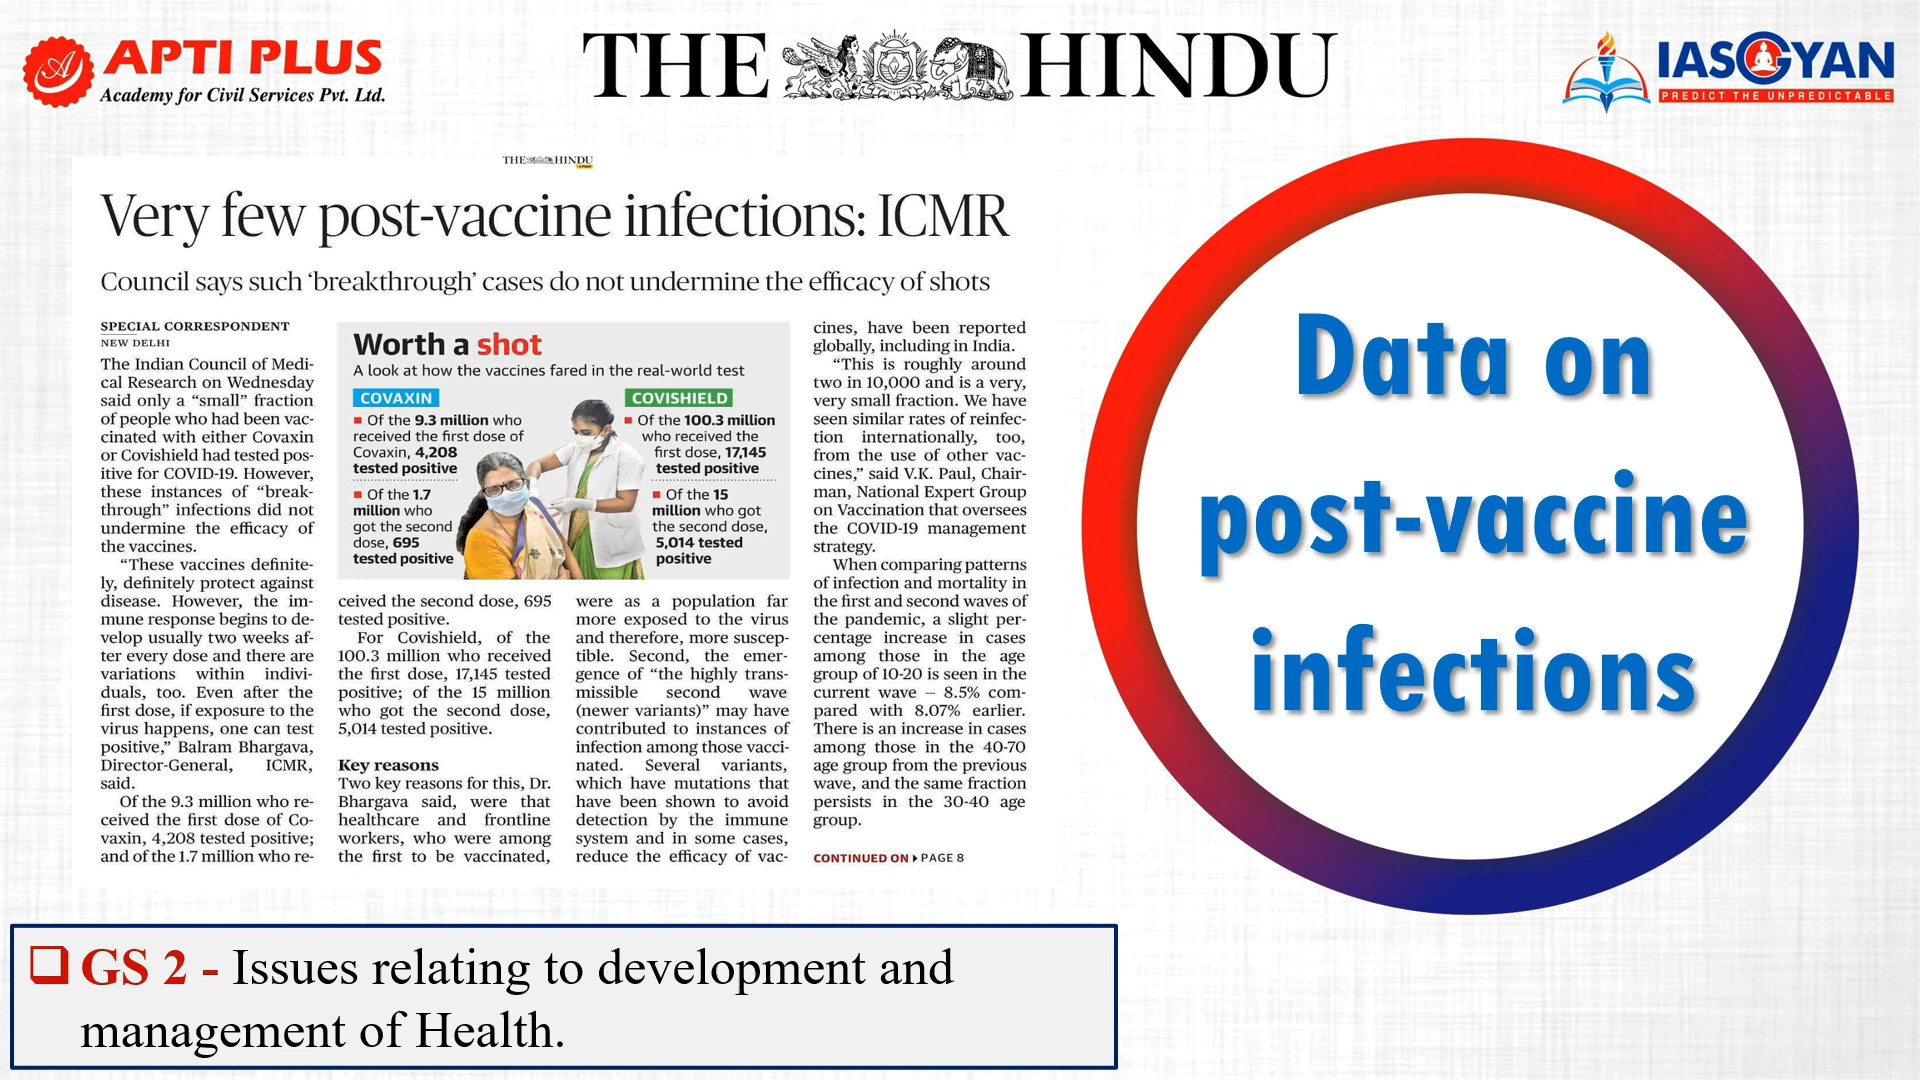 APTI PLUS
Academy for Civil Services Pvt. Ltd.
THE HINDU
IASGYAN
PREDICT THE UNPREDICTABLE
THE HINDU
Very few post-vaccine infections: ICMR
Council says such ‘breakthrough’ cases do not undermine the efficacy of shots
SPECIAL CORRESPONDENT
NEW DELHI
The Indian Council of Medi-
cal Research on Wednesday
said only a “small” fraction
of people who had been vac-
cinated with either Covaxin
or Covishield had tested pos-
itive for COVID-19. However,
these instances of “break-
through” infections did not
undermine the efficacy of
the vaccines.
“These vaccines definite-
ly, definitely protect against
disease. However, the im-
mune response begins to de-
velop usually two weeks af-
ter every dose and there are
variations within indivi-
duals, too. Even after the
first dose, if exposure to the
virus happens, one can test
positive,” Balram Bhargava,
Director-General, ICMR,
said.
Of the 9.3 million who re-
ceived the first dose of Co-
vaxin, 4,208 tested positive;
and of the 1.7 million who re-
Worth a shot
A look at how the vaccines fared in the real-world test
COVAXIN
Of the 9.3 million who
received the first dose of
Covaxin, 4,208
tested positive
Of the 1.7
million who
got the second
dose, 695
tested positive
COVISHIELD
Of the 100.3 million
who received the
first dose, 17,145
tested positive
Of the 15
million who got
the second dose,
5,014 tested
positive
ceived the second dose, 695
tested positive.
For Covishield, of the
100.3 million who received
the first dose, 17,145 tested
positive; of the 15 million
who got the second dose,
5,014 tested positive.
Key reasons
Two key reasons for this, Dr.
Bhargava said, were that
healthcare and frontline
workers, who were among
the first to be vaccinated,
were as a population far
more exposed to the virus
and therefore, more suscep-
tible. Second, the emer-
gence of “the highly trans-
missible second wave
(newer variants)” may have
contributed to instances of
infection among those vacci-
nated. Several variants,
which have mutations that
have been shown to avoid
detection by the immune
system and in some cases,
reduce the efficacy of vac-
cines, have been reported
globally, including in India.
“This is roughly around
two in 10,000 and is a very,
very small fraction. We have
seen similar rates of reinfec-
tion internationally, too,
from the use of other vac-
cines,” said V.K. Paul, Chair-
man, National Expert Group
on Vaccination that oversees
the COVID-19 management
strategy.
When comparing patterns
of infection and mortality in
the first and second waves of
the pandemic, a slight per-
centage increase in cases
among those in the age
group of 10-20 is seen in the
current wave – 8.5% com-
pared with 8.07% earlier.
There is an increase in cases
among those in the 40-70
age group from the previous
wave, and the same fraction
persists in the 30-40 age
group.
CONTINUED ON PAGE 8
Data on
post-vaccine
infections
GS 2 - Issues relating to development and
management of Health.